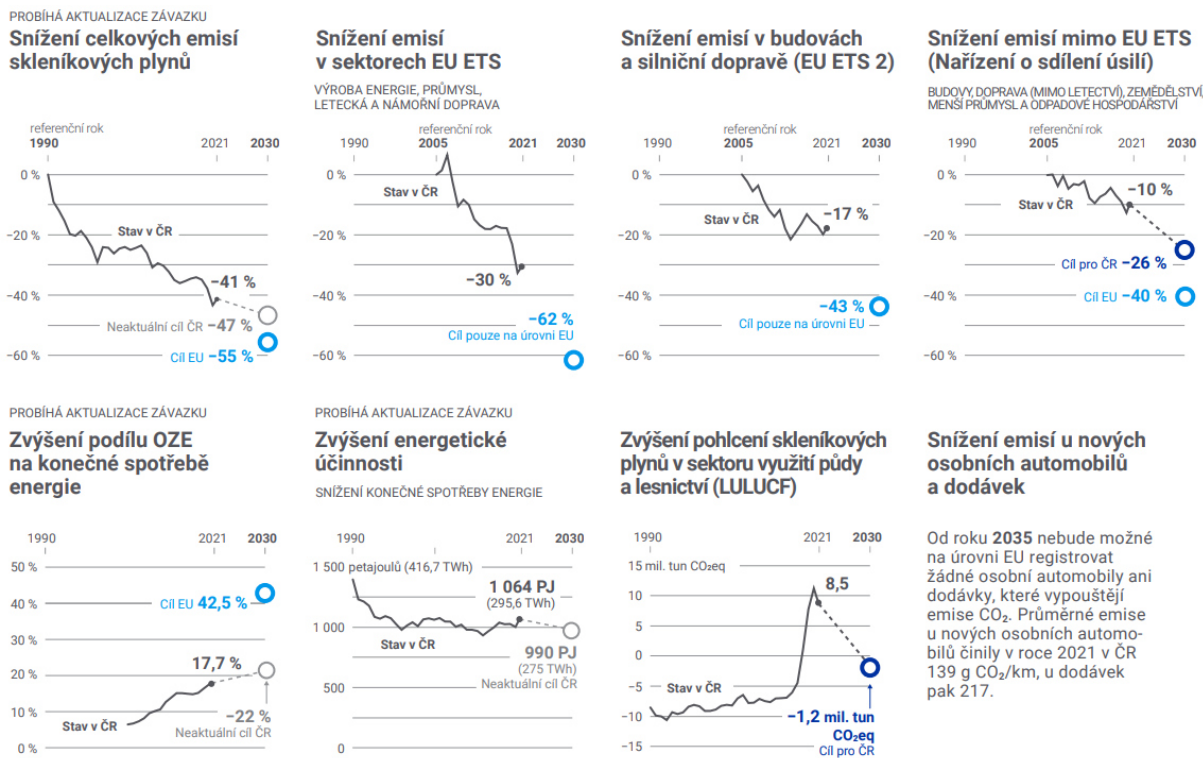 PROBÍHÁ AKTUALIZACE ZÁVAZKU
Snížení celkových emisí
skleníkových plynů
referenční rok
1990
2021
2030
0 %
−20 %
−40 %
−60 %
Stav v ČR
−41 %
Neaktuální cíl ČR −47 %
Cíl EU −55 %
Snížení emisí
v sektorech EU ETS
VÝROBA ENERGIE, PRŮMYSL,
LETECKÁ A NÁMOŘNÍ DOPRAVA
referenční rok
1990
2005
2021
2030
0 %
−20 %
−40 %
−60 %
Stav v ČR
−30 %
−62 %
Cíl pouze na úrovni EU
Snížení emisí v budovách
a silniční dopravě (EU ETS 2)
referenční rok
1990
2005
2021
2030
0 %
−20 %
−40 %
−60 %
Stav v ČR
−17 %
−43 %
Cíl pouze na úrovni EU
Snížení emisí mimo EU ETS
(Nařízení o sdílení úsilí)
BUDOVY, DOPRAVA (MIMO LETECTVÍ), ZEMĚDĚLSTVÍ,
MENŠÍ PRŮMYSL A ODPADOVÉ HOSPODÁŘSTVÍ
referenční rok
1990
2005
2021
2030
0 %
−20 %
−40 %
−60 %
Stav v ČR
−10 %
Cíl pro ČR −26 %
Cíl EU −40 %
PROBÍHÁ AKTUALIZACE ZÁVAZKU
Zvýšení podílu OZE
na konečné spotřebě
energie
1990
2021
2030
50 %
40 %
30 %
20 %
10 %
0 %
Cíl EU 42,5 %
17,7 %
Stav v ČR
−22 %
Neaktuální cíl ČR
PROBÍHÁ AKTUALIZACE ZÁVAZKU
Zvýšení energetické
účinnosti
SNÍŽENÍ KONEČNÉ SPOTŘEBY ENERGIE
1990
2021
2030
1 500 petajoulů (416,7 TWh)
1 000
500
0
1 064 PJ
(295,6 TWh)
Stav v ČR
990 PJ
(275 TWh)
Neaktuální cíl ČR
Zvýšení pohlcení skleníkových
plynů v sektoru využití půdy
a lesnictví (LULUCF)
1990
2021
2030
15 mil. tun CO₂eq
10
5
0
−5
−10
−15
8,5
Stav v ČR
−1,2 mil. tun
CO₂eq
Cíl pro ČR
Snížení emisí u nových
osobních automobilů
a dodávek
Od roku 2035 nebude možné
na úrovni EU registrovat
žádné osobní automobily ani
dodávky, které vypouštějí
emise CO₂. Průměrné emise
u nových osobních automo-
bilů činily v roce 2021 v ČR
139 g CO₂/km, u dodávek
pak 217.